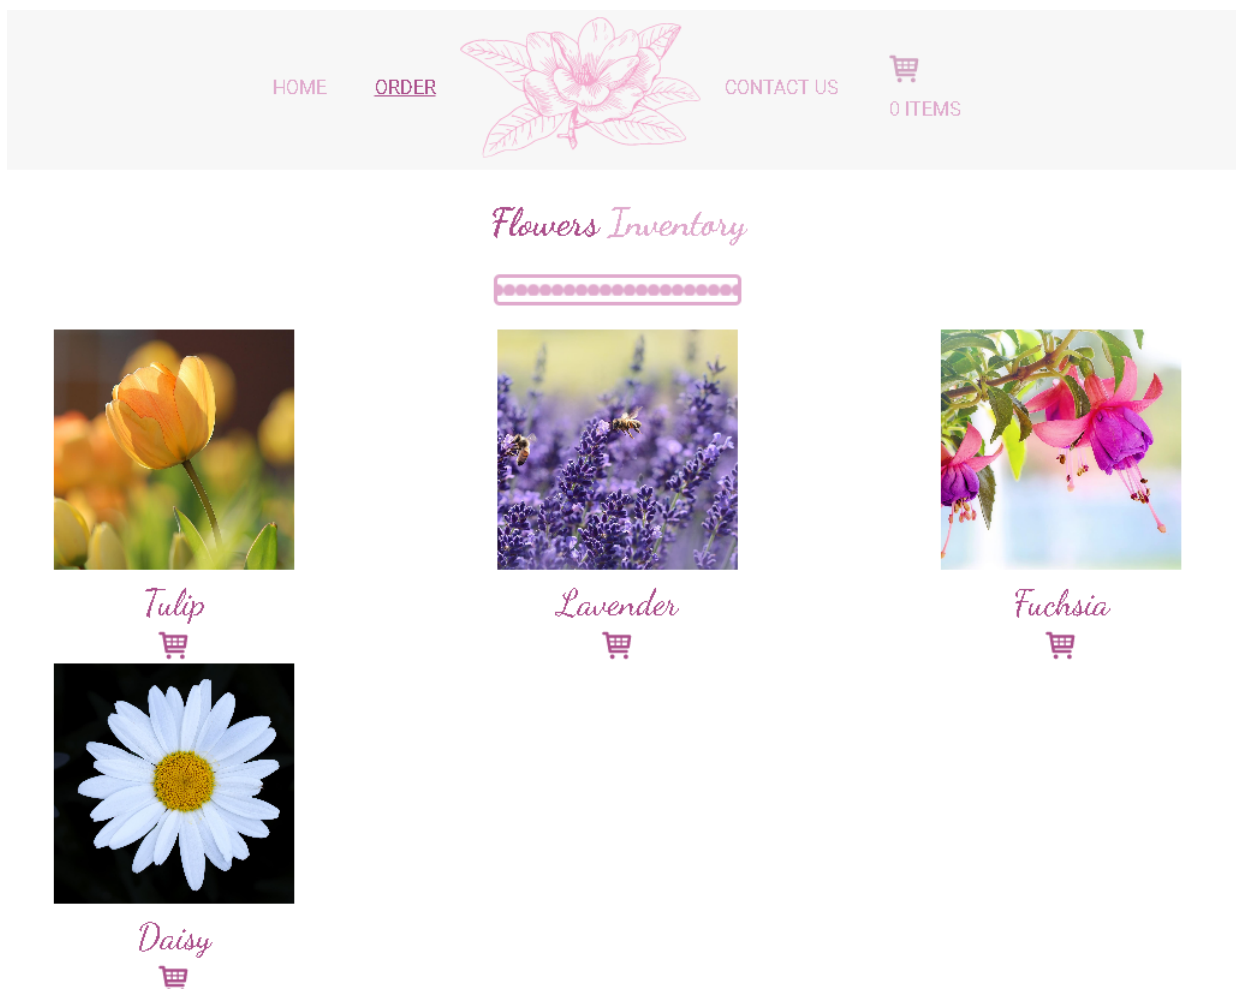 HOME
ORDER
CONTACT US
0 ITEMS
Flowers Inventory
Tulip
Lavender
Fuchsia
Daisy